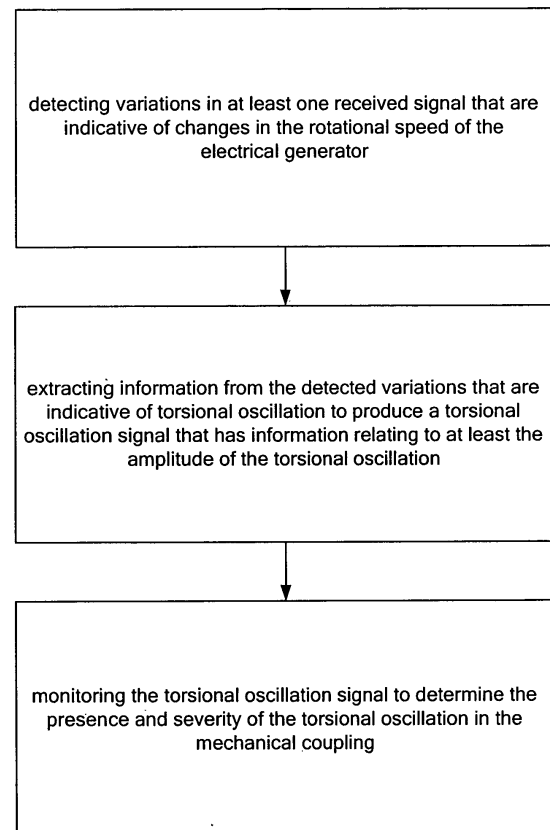 detecting variations in at least one received signal that are
indicative of changes in the rotational speed of the
electrical generator
extracting information from the detected variations that are
indicative of torsional oscillation to produce a torsional
oscillation signal that has information relating to at least the
amplitude of the torsional oscillation
monitoring the torsional oscillation signal to determine the
presence and severity of the torsional oscillation in the
mechanical coupling